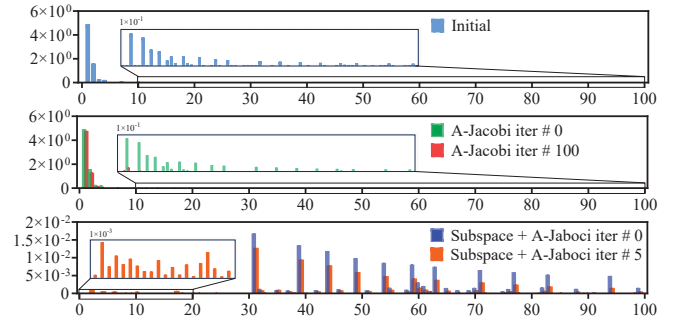 6×10⁰
4×10⁰
2×10⁰
0
1×10⁻¹
Initial
0 10 20 30 40 50 60 70 80 90 100
6×10⁰
4×10⁰
2×10⁰
0
1×10⁻¹
A-Jacobi iter # 0
A-Jacobi iter # 100
0 10 20 30 40 50 60 70 80 90 100
2×10⁻²
1.5×10⁻²
1×10⁻²
5×10⁻³
0
1×10⁻³
Subspace + A-Jaboci iter # 0
Subspace + A-Jaboci iter # 5
0 10 20 30 40 50 60 70 80 90 100